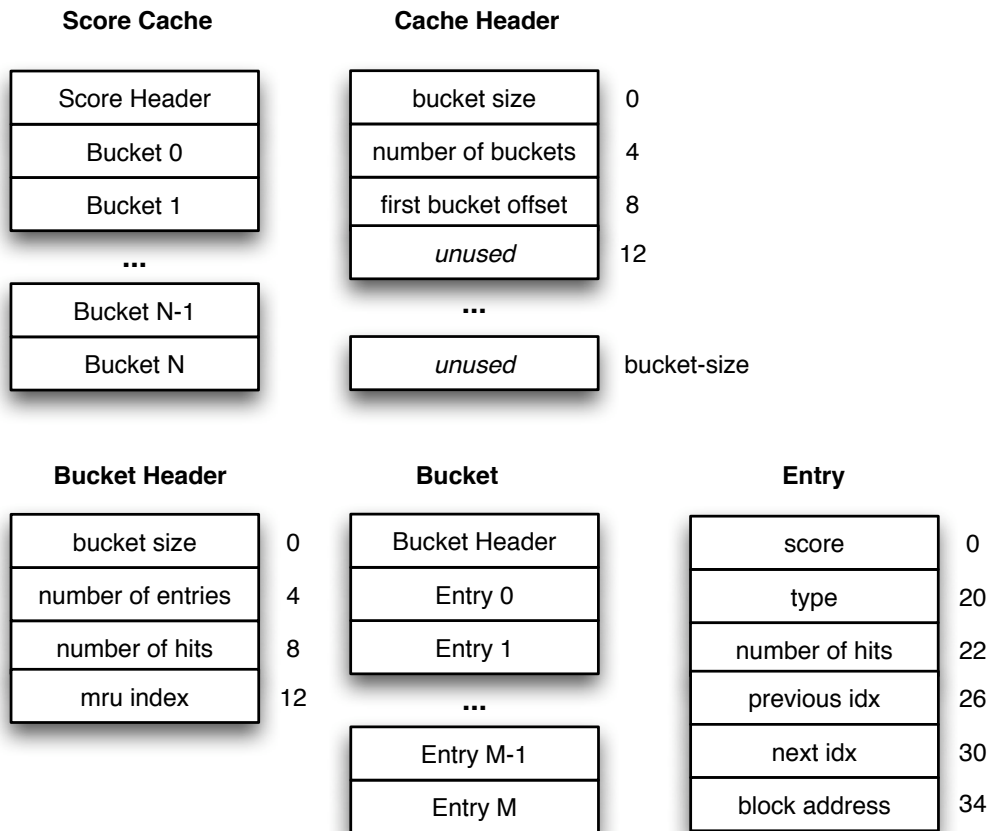 Score Cache
Score Header
Bucket 0
Bucket 1
...
Bucket N-1
Bucket N
Cache Header
bucket size 0
number of buckets 4
first bucket offset 8
unused 12
...
unused bucket-size
Bucket Header
bucket size 0
number of entries 4
number of hits 8
mru index 12
Bucket
Bucket Header
Entry 0
Entry 1
...
Entry M-1
Entry M
Entry
score 0
type 20
number of hits 22
previous idx 26
next idx 30
block address 34